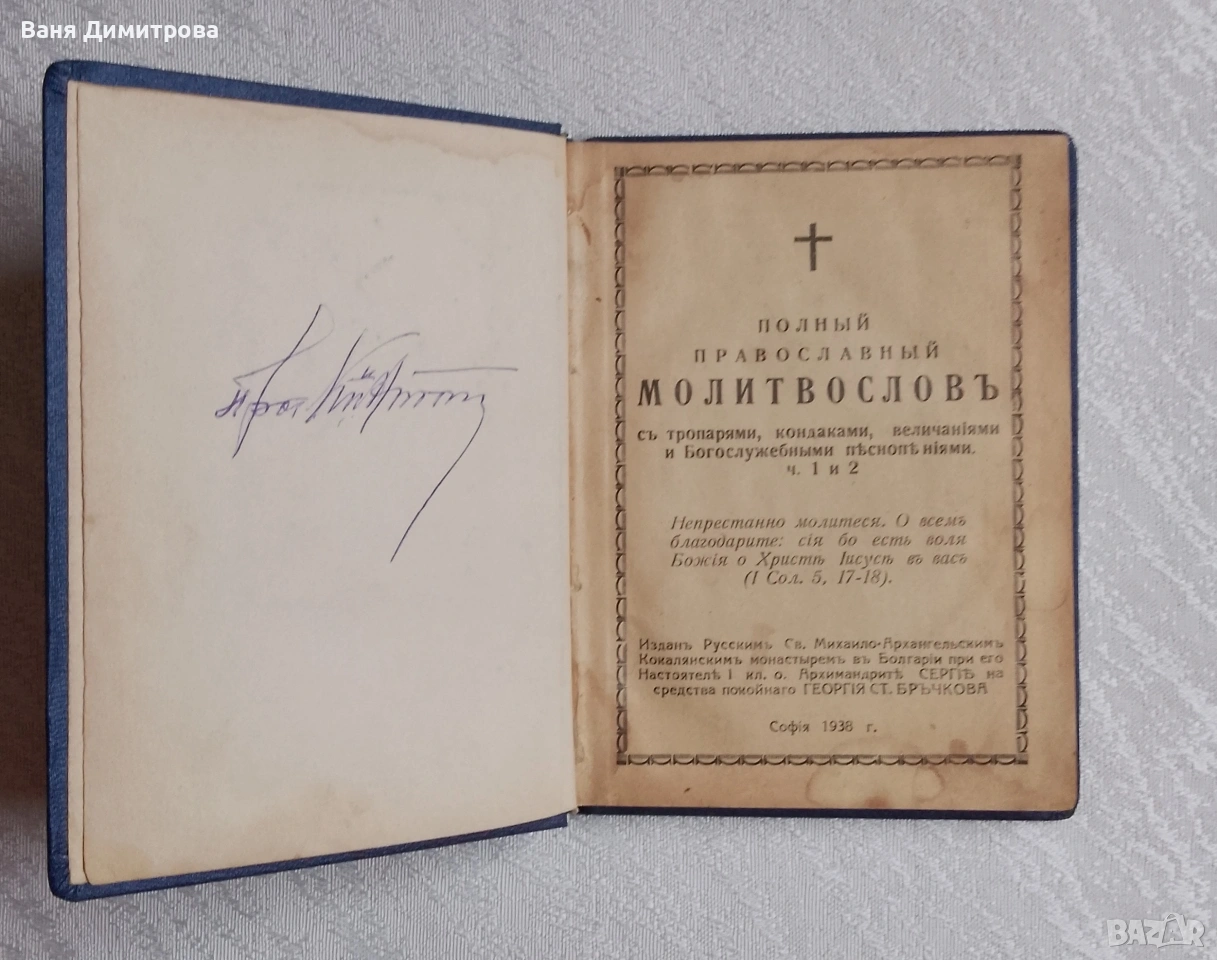 Ваня Димитрова
ПОЛНЫЙ
ПРАВОСЛАВНЫЙ
МОЛИТВОСЛОВЪ
съ тропарями, кондаками, величаніями
и Богослужебными пѣснопѣніями.
ч. 1 и 2
Непрестанно молитеся. О всемъ
благодарите: сія бо есть воля
Божія о Христѣ Іисусѣ въ васъ
(I Сол. 5, 17-18).
Изданъ Русскимъ Св. Михаило-Архангельскимъ
Кокалянскимъ монастыремъ въ Болгаріи при его
Настоятелѣ I кл. о. Архимандритѣ СЕРГІѢ на
средства покойнаго ГЕОРГІЯ СТ. БРЪЧКОВА
Софія 1938 г.
BAZAR